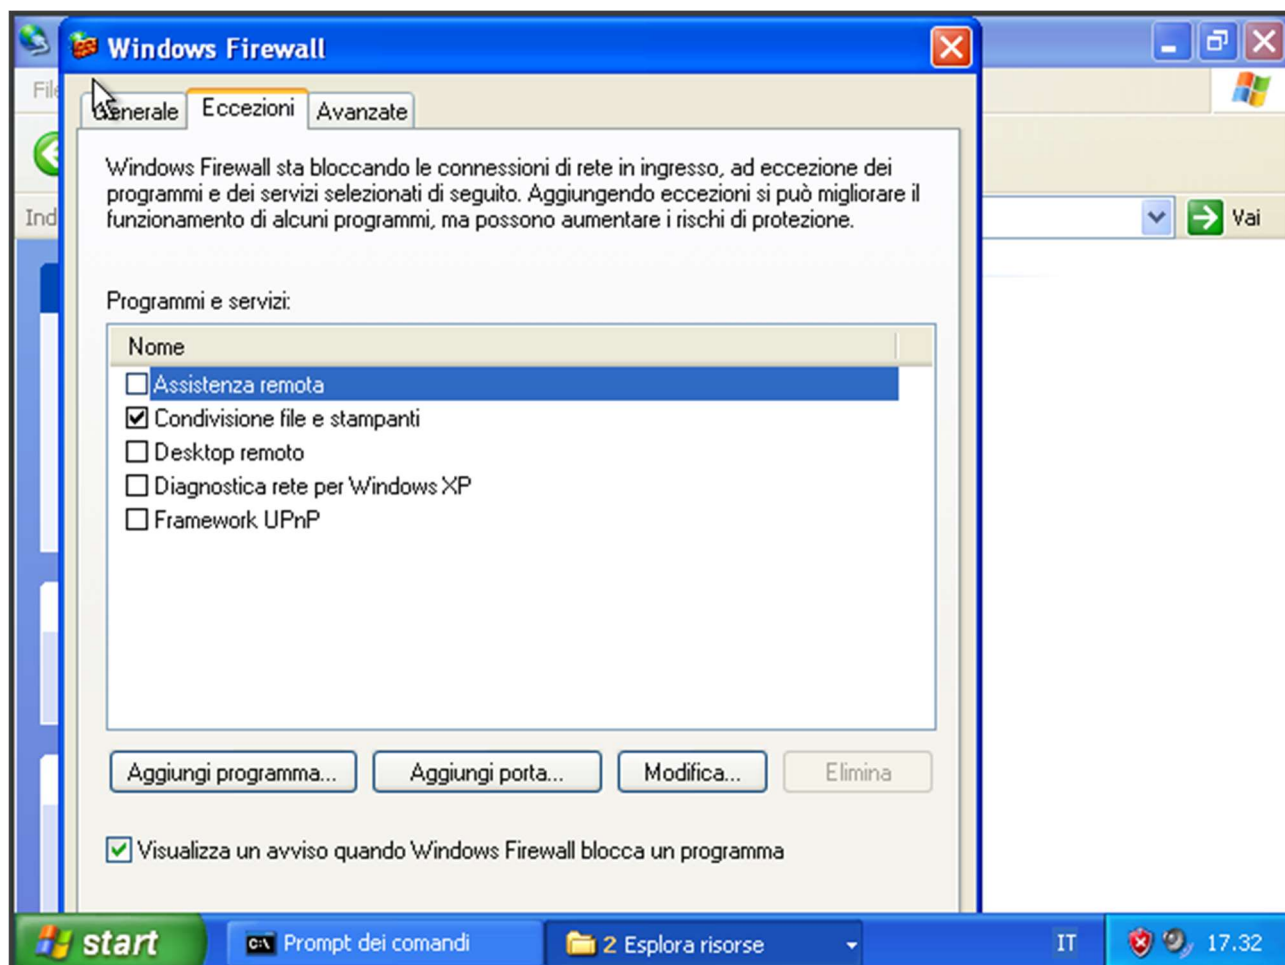 Windows Firewall
File
Generale
Eccezioni
Avanzate
Windows Firewall sta bloccando le connessioni di rete in ingresso, ad eccezione dei
programmi e dei servizi selezionati di seguito. Aggiungendo eccezioni si può migliorare il
funzionamento di alcuni programmi, ma possono aumentare i rischi di protezione.
Ind
Vai
Programmi e servizi:
Nome
Assistenza remota
Condivisione file e stampanti
Desktop remoto
Diagnostica rete per Windows XP
Framework UPnP
Aggiungi programma...
Aggiungi porta...
Modifica...
Elimina
Visualizza un avviso quando Windows Firewall blocca un programma
start
C:\ Prompt dei comandi
2 Esplora risorse
IT
17.32